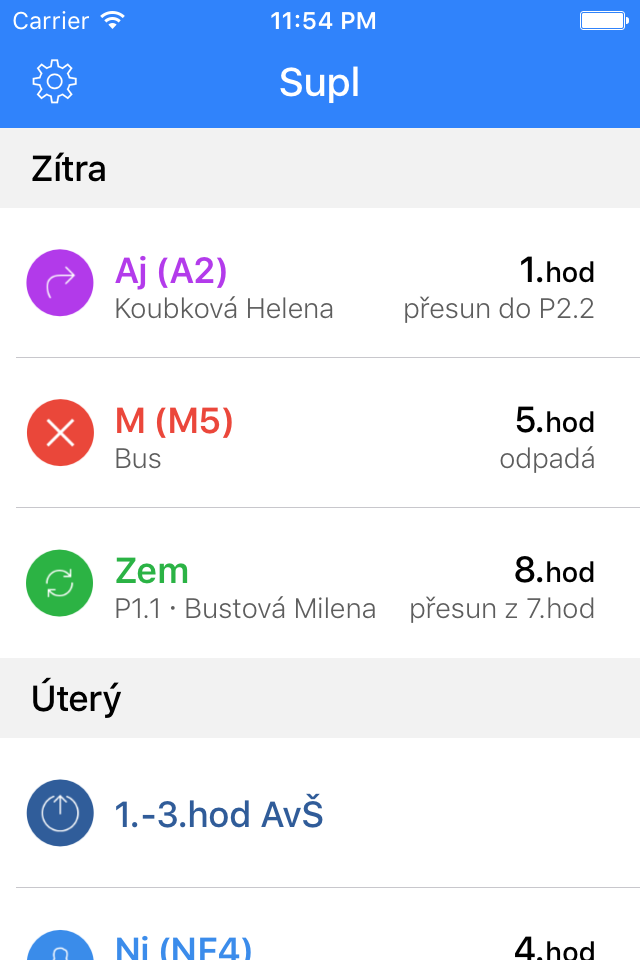 Carrier 11:54 PM
Supl
Zítra
Aj (A2) 1.hod
Koubková Helena přesun do P2.2
M (M5) 5.hod
Bus odpadá
Zem 8.hod
P1.1 · Bustová Milena přesun z 7.hod
Úterý
1.-3.hod AvŠ
Nj (NF4) 4.hod